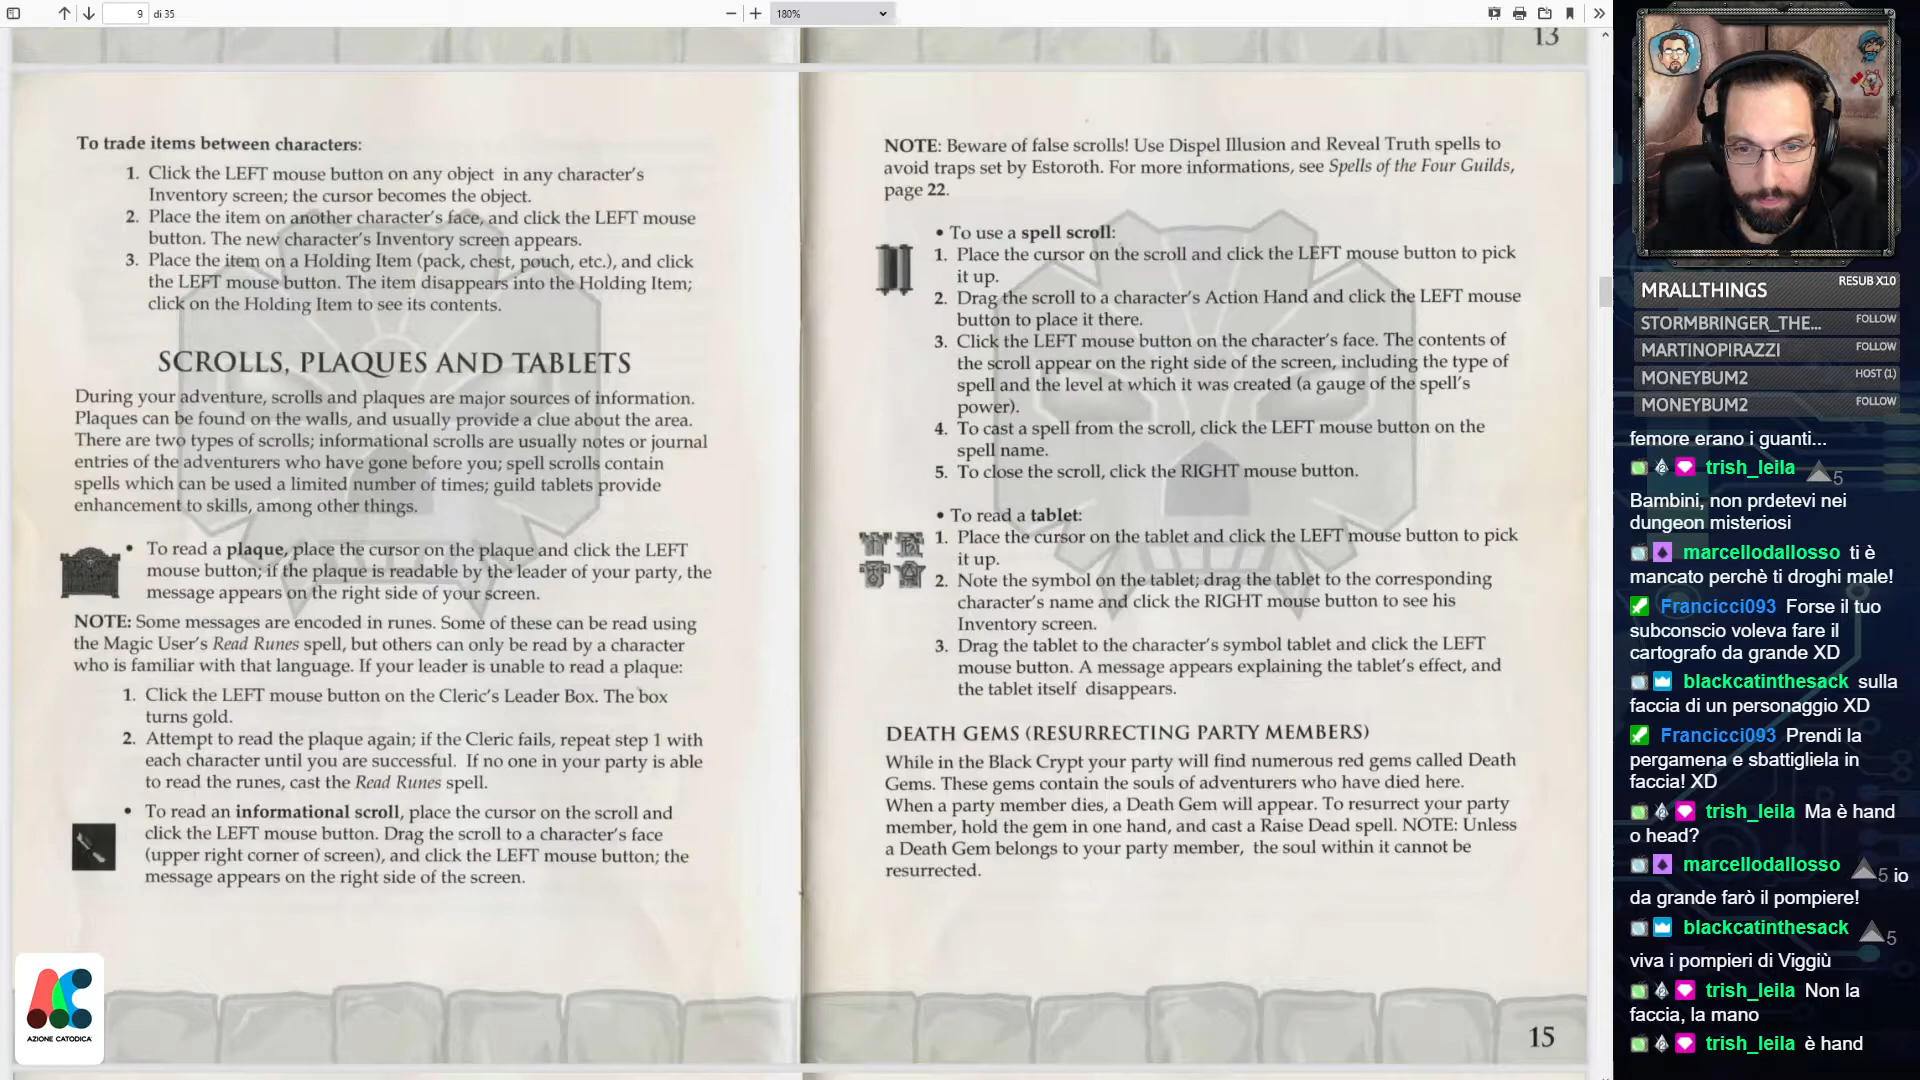 9 di 35
180%
13
To trade items between characters:
1. Click the LEFT mouse button on any object in any character's
Inventory screen; the cursor becomes the object.
2. Place the item on another character's face, and click the LEFT mouse
button. The new character's Inventory screen appears.
3. Place the item on a Holding Item (pack, chest, pouch, etc.), and click
the LEFT mouse button. The item disappears into the Holding Item;
click on the Holding Item to see its contents.
SCROLLS, PLAQUES AND TABLETS
During your adventure, scrolls and plaques are major sources of information.
Plaques can be found on the walls, and usually provide a clue about the area.
There are two types of scrolls; informational scrolls are usually notes or journal
entries of the adventurers who have gone before you; spell scrolls contain
spells which can be used a limited number of times; guild tablets provide
enhancement to skills, among other things.
• To read a plaque, place the cursor on the plaque and click the LEFT
mouse button; if the plaque is readable by the leader of your party, the
message appears on the right side of your screen.
NOTE: Some messages are encoded in runes. Some of these can be read using
the Magic User's Read Runes spell, but others can only be read by a character
who is familiar with that language. If your leader is unable to read a plaque:
1. Click the LEFT mouse button on the Cleric's Leader Box. The box
turns gold.
2. Attempt to read the plaque again; if the Cleric fails, repeat step 1 with
each character until you are successful. If no one in your party is able
to read the runes, cast the Read Runes spell.
• To read an informational scroll, place the cursor on the scroll and
click the LEFT mouse button. Drag the scroll to a character's face
(upper right corner of screen), and click the LEFT mouse button; the
message appears on the right side of the screen.
AZIONE CATODICA
NOTE: Beware of false scrolls! Use Dispel Illusion and Reveal Truth spells to
avoid traps set by Estoroth. For more informations, see Spells of the Four Guilds,
page 22.
• To use a spell scroll:
1. Place the cursor on the scroll and click the LEFT mouse button to pick
it up.
2. Drag the scroll to a character's Action Hand and click the LEFT mouse
button to place it there.
3. Click the LEFT mouse button on the character's face. The contents of
the scroll appear on the right side of the screen, including the type of
spell and the level at which it was created (a gauge of the spell's
power).
4. To cast a spell from the scroll, click the LEFT mouse button on the
spell name.
5. To close the scroll, click the RIGHT mouse button.
• To read a tablet:
1. Place the cursor on the tablet and click the LEFT mouse button to pick
it up.
2. Note the symbol on the tablet; drag the tablet to the corresponding
character's name and click the RIGHT mouse button to see his
Inventory screen.
3. Drag the tablet to the character's symbol tablet and click the LEFT
mouse button. A message appears explaining the tablet's effect, and
the tablet itself disappears.
DEATH GEMS (RESURRECTING PARTY MEMBERS)
While in the Black Crypt your party will find numerous red gems called Death
Gems. These gems contain the souls of adventurers who have died here.
When a party member dies, a Death Gem will appear. To resurrect your party
member, hold the gem in one hand, and cast a Raise Dead spell. NOTE: Unless
a Death Gem belongs to your party member, the soul within it cannot be
resurrected.
15
MRALLTHINGS RESUB X10
STORMBRINGER_THE... FOLLOW
MARTINOPIRAZZI FOLLOW
MONEYBUM2 HOST (1)
MONEYBUM2 FOLLOW
femore erano i guanti...
trish_leila 5
Bambini, non prdetevi nei
dungeon misteriosi
marcellodallosso ti è
mancato perchè ti droghi male!
Francicci093 Forse il tuo
subconscio voleva fare il
cartografo da grande XD
blackcatinthesack sulla
faccia di un personaggio XD
Francicci093 Prendi la
pergamena e sbattigliela in
faccia! XD
trish_leila Ma è hand
o head?
marcellodallosso 5 io
da grande farò il pompiere!
blackcatinthesack 5
viva i pompieri di Viggiù
trish_leila Non la
faccia, la mano
trish_leila è hand